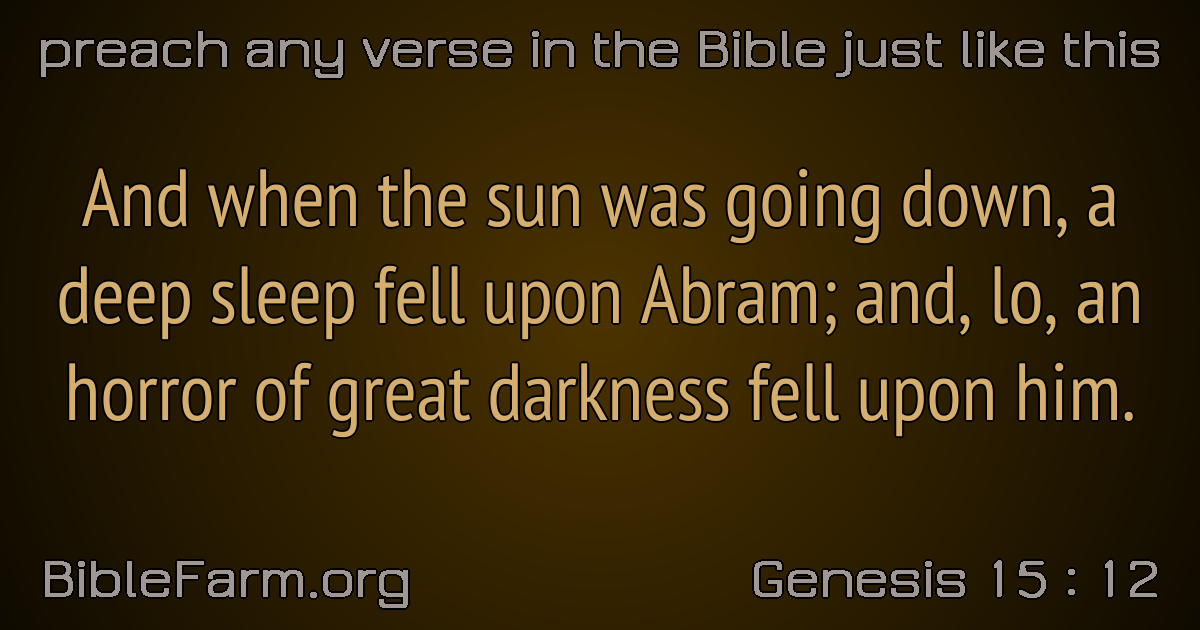 preach any verse in the Bible just like this
And when the sun was going down, a
deep sleep fell upon Abram; and, lo, an
horror of great darkness fell upon him.
BibleFarm.org
Genesis 15 : 12